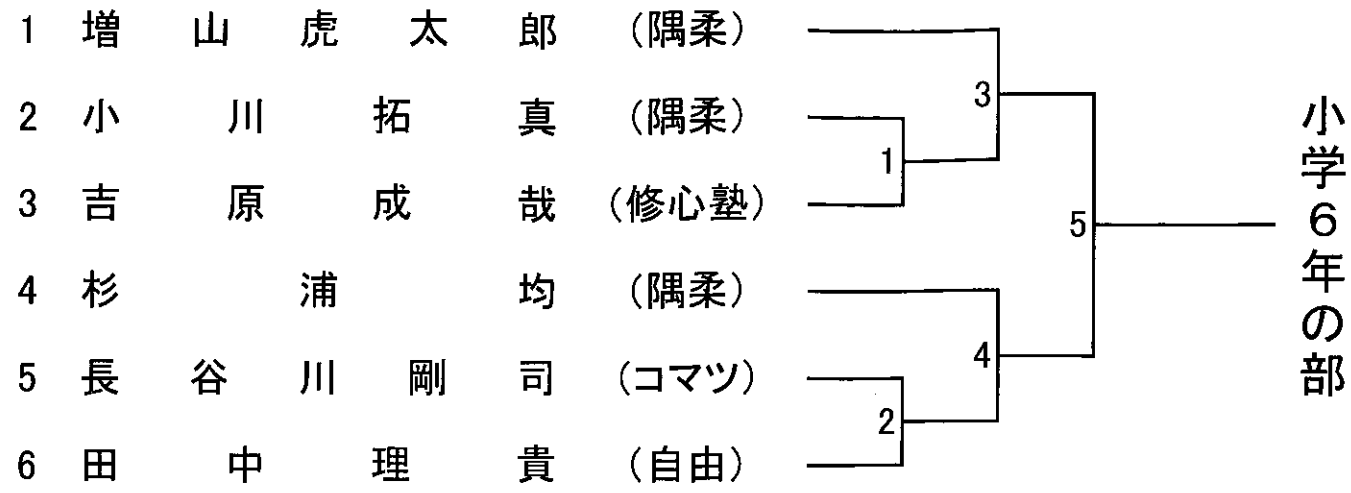 1 増山虎太郎 (隅柔)
2 小川拓真 (隅柔)
3 吉原成哉 (修心塾)
4 杉浦均 (隅柔)
5 長谷川剛司 (コマツ)
6 田中理貴 (自由)
3
1
5
4
2
小学6年の部